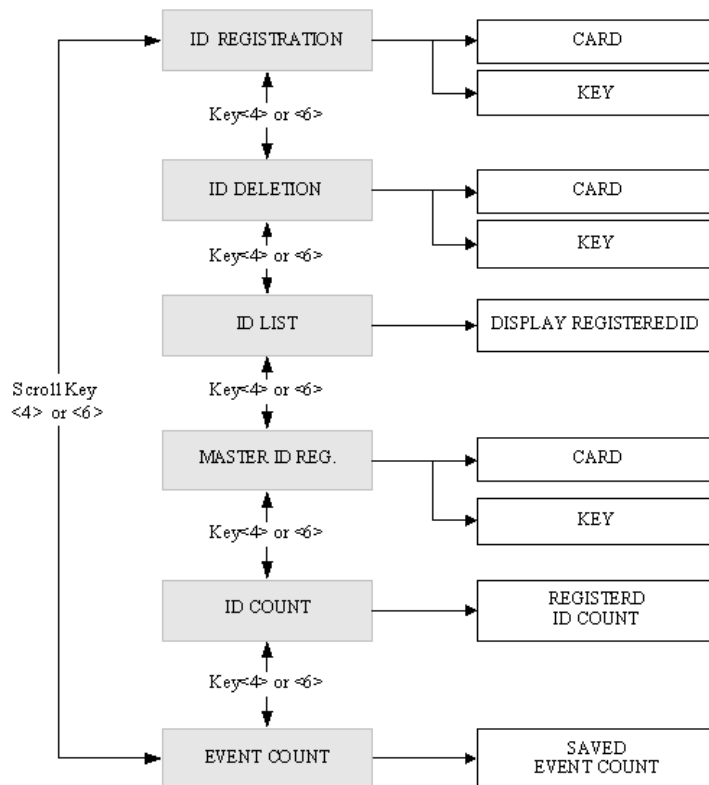 ID REGISTRATION
CARD
KEY
Key<4> or <6>
ID DELETION
CARD
KEY
Key<4> or <6>
ID LIST
DISPLAY REGISTERED ID
Key<4> or <6>
Scroll Key
<4> or <6>
MASTER ID REG.
CARD
KEY
Key<4> or <6>
ID COUNT
REGISTERD
ID COUNT
Key<4> or <6>
EVENT COUNT
SAVED
EVENT COUNT